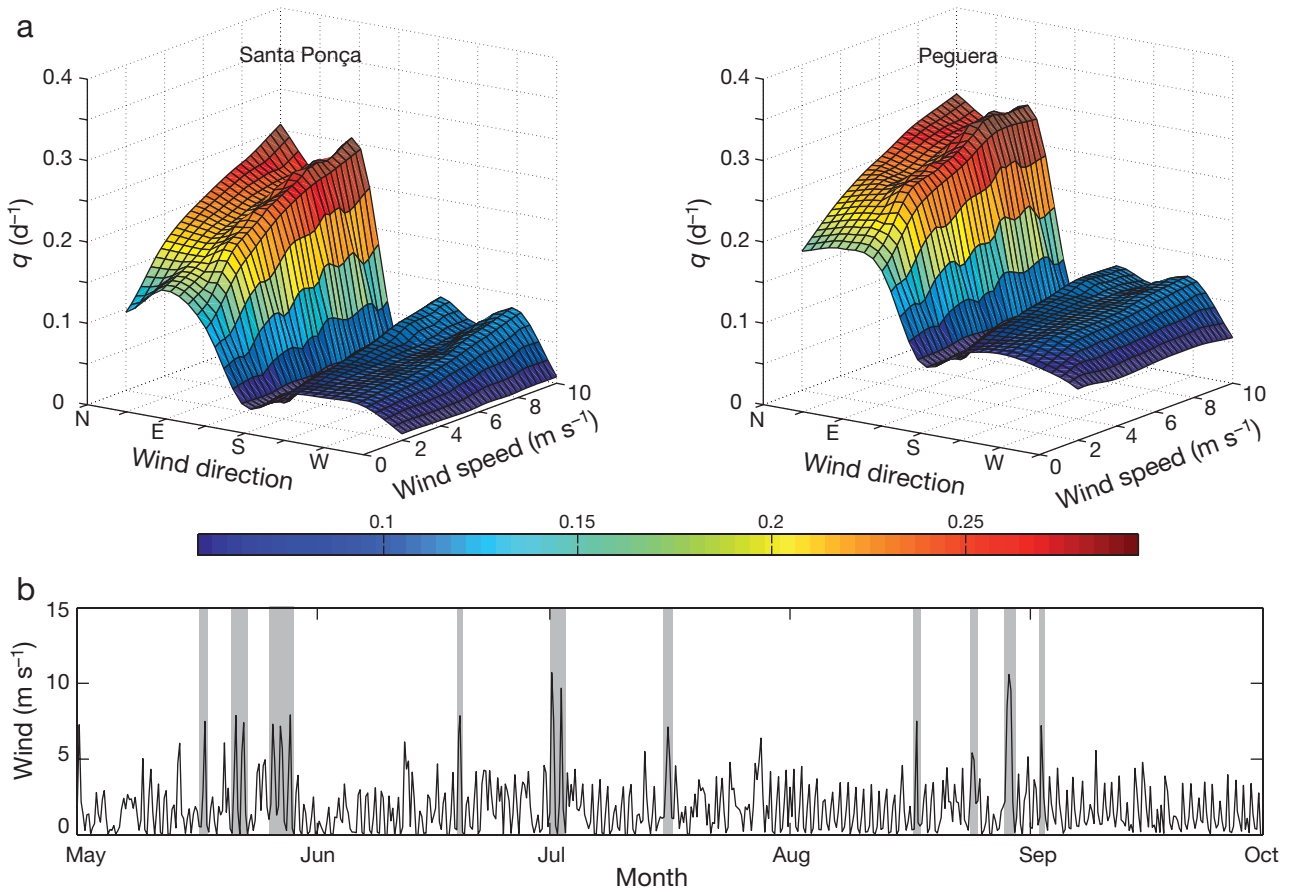 a
Santa Ponça
0.4
0.3
0.2
0.1
0
q (d⁻¹)
N
E
S
W
Wind direction
0
2
4
6
8
10
Wind speed (m s⁻¹)
Peguera
0.4
0.3
0.2
0.1
0
q (d⁻¹)
N
E
S
W
Wind direction
0
2
4
6
8
10
Wind speed (m s⁻¹)
0.1 0.15 0.2 0.25
b
15
10
5
0
Wind (m s⁻¹)
May Jun Jul Aug Sep Oct
Month